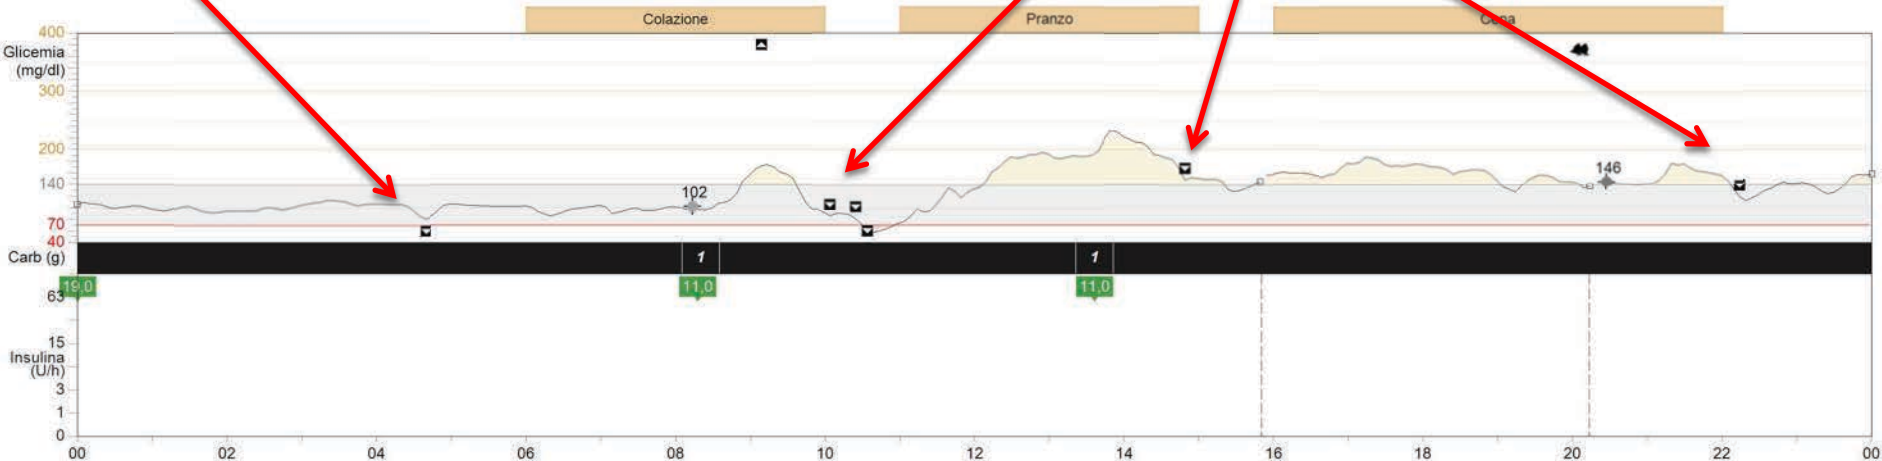 Colazione Pranzo Cena
400
Glicemia
(mg/dl)
300
200
140
70
40
146
102
Carb (g) 1 1
19,0 11,0 11,0
63
15
Insulina
(U/h)
3
1
0
00 02 04 06 08 10 12 14 16 18 20 22 00